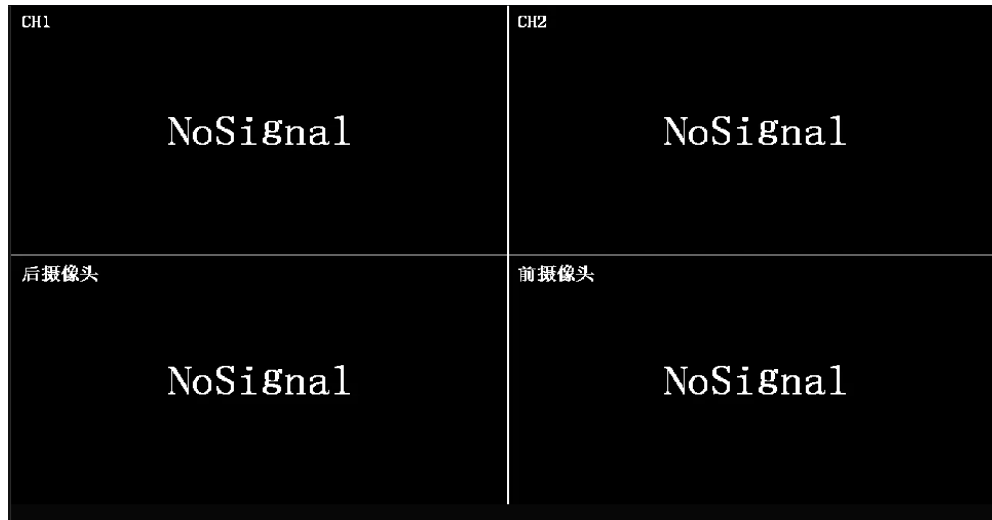 CH1
CH2
NoSignal
NoSignal
后摄像头
前摄像头
NoSignal
NoSignal